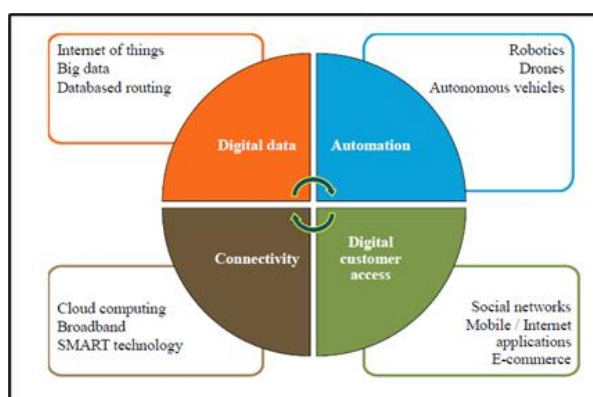 Internet of things
Big data
Databased routing
Robotics
Drones
Autonomous vehicles
Digital data
Automation
Connectivity
Digital
customer
access
Cloud computing
Broadband
SMART technology
Social networks
Mobile / Internet
applications
E-commerce